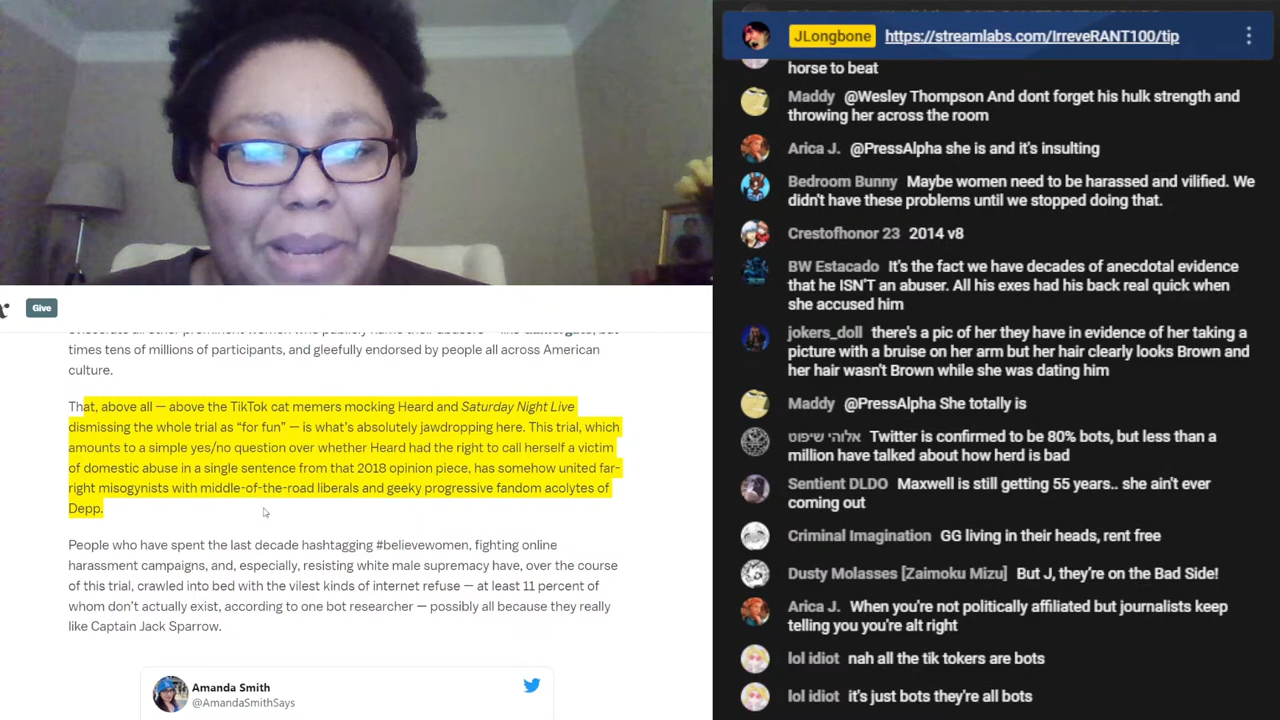 JLongbone https://streamlabs.com/IrreveRANT100/tip
horse to beat
Maddy @Wesley Thompson And dont forget his hulk strength and
throwing her across the room
Arica J. @PressAlpha she is and it's insulting
Bedroom Bunny Maybe women need to be harassed and vilified. We
didn't have these problems until we stopped doing that.
Crestofhonor 23 2014 v8
BW Estacado It's the fact we have decades of anecdotal evidence
that he ISN'T an abuser. All his exes had his back real quick when
she accused him
jokers_doll there's a pic of her they have in evidence of her taking a
picture with a bruise on her arm but her hair clearly looks Brown and
her hair wasn't Brown while she was dating him
Maddy @PressAlpha She totally is
אלוהי שיפוט Twitter is confirmed to be 80% bots, but less than a
million have talked about how herd is bad
Sentient DLDO Maxwell is still getting 55 years.. she ain't ever
coming out
Criminal Imagination GG living in their heads, rent free
Dusty Molasses [Zaimoku Mizu] But J, they're on the Bad Side!
Arica J. When you're not politically affiliated but journalists keep
telling you you're alt right
lol idiot nah all the tik tokers are bots
lol idiot it's just bots they're all bots
Give
times tens of millions of participants, and gleefully endorsed by people all across American
culture.
That, above all — above the TikTok cat memers mocking Heard and Saturday Night Live
dismissing the whole trial as “for fun” — is what's absolutely jawdropping here. This trial, which
amounts to a simple yes/no question over whether Heard had the right to call herself a victim
of domestic abuse in a single sentence from that 2018 opinion piece, has somehow united far-
right misogynists with middle-of-the-road liberals and geeky progressive fandom acolytes of
Depp.
People who have spent the last decade hashtagging #believewomen, fighting online
harassment campaigns, and, especially, resisting white male supremacy have, over the course
of this trial, crawled into bed with the vilest kinds of internet refuse — at least 11 percent of
whom don't actually exist, according to one bot researcher — possibly all because they really
like Captain Jack Sparrow.
Amanda Smith
@AmandaSmithSays